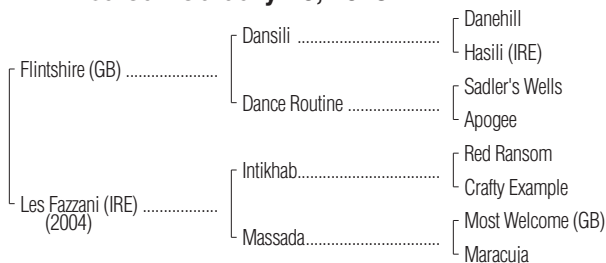 Danehill
Dansili ..................................
Hasili (IRE)
Flintshire (GB) ......................
Sadler's Wells
Dance Routine ......................
Apogee
Red Ransom
Intikhab..................................
Crafty Example
Les Fazzani (IRE) ..................
(2004)
Most Welcome (GB)
Massada................................
Maracuja